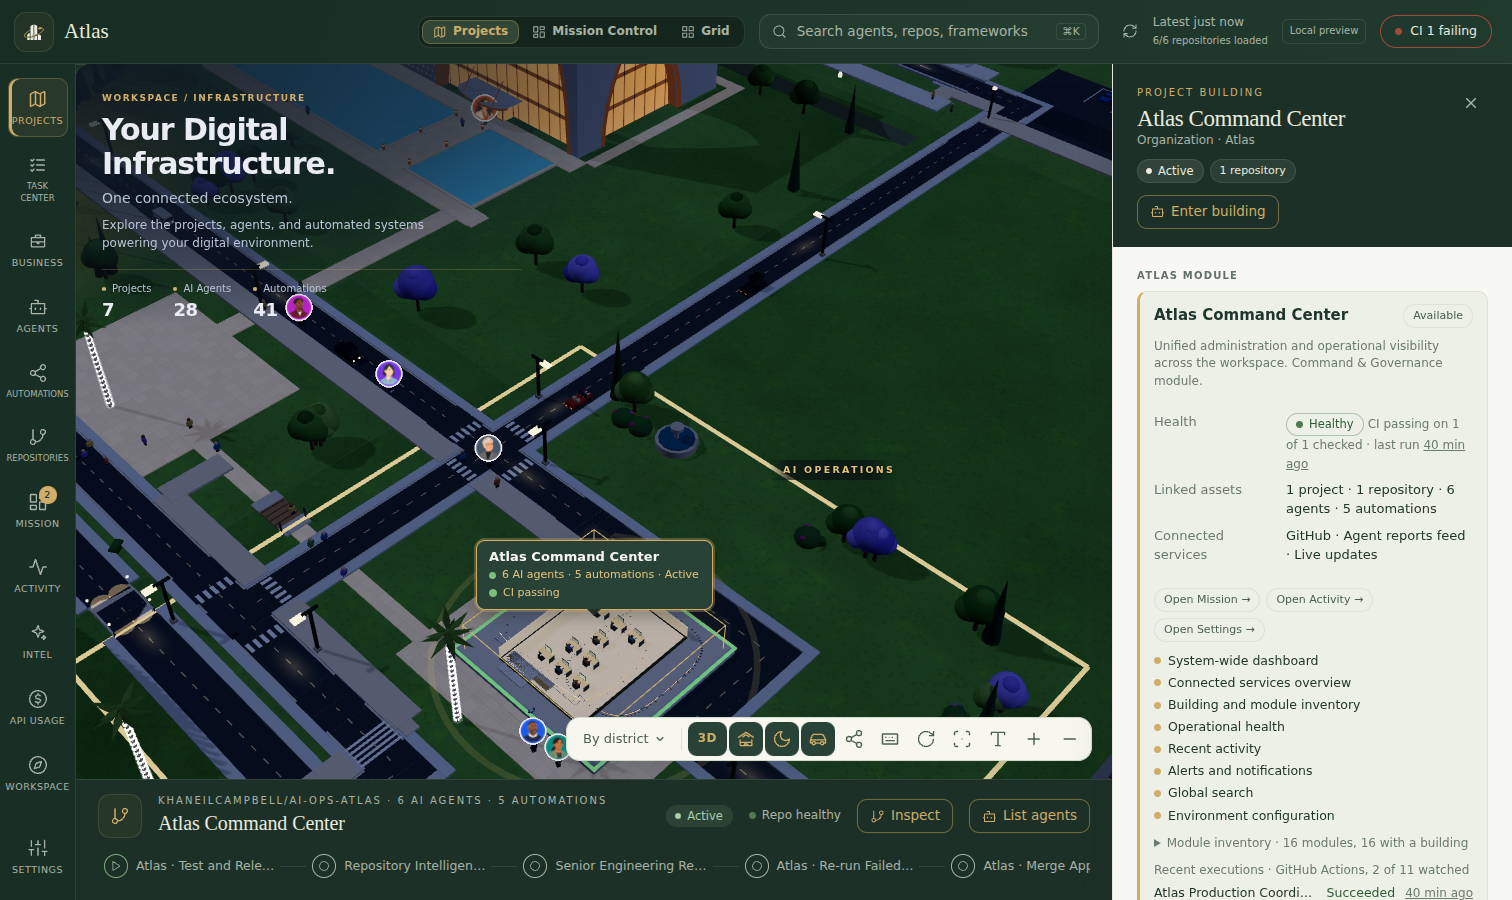 Atlas
Projects
Mission Control
Grid
Search agents, repos, frameworks
⌘K
Latest just now
6/6 repositories loaded
Local preview
CI 1 failing
PROJECTS
TASK
CENTER
BUSINESS
AGENTS
AUTOMATIONS
REPOSITORIES
2
MISSION
ACTIVITY
INTEL
API USAGE
WORKSPACE
SETTINGS
WORKSPACE / INFRASTRUCTURE
Your Digital
Infrastructure.
One connected ecosystem.
Explore the projects, agents, and automated systems
powering your digital environment.
Projects
7
AI Agents
28
Automations
41
AI OPERATIONS
Atlas Command Center
6 AI agents · 5 automations · Active
CI passing
By district
3D
KHANEILCAMPBELL/AI-OPS-ATLAS · 6 AI AGENTS · 5 AUTOMATIONS
Atlas Command Center
Active
Repo healthy
Inspect
List agents
Atlas · Test and Rele…
Repository Intelligen…
Senior Engineering Re…
Atlas · Re-run Failed…
Atlas · Merge App
PROJECT BUILDING
Atlas Command Center
Organization · Atlas
Active
1 repository
Enter building
ATLAS MODULE
Atlas Command Center
Available
Unified administration and operational visibility
across the workspace. Command & Governance
module.
Health
Healthy CI passing on 1
of 1 checked · last run 40 min
ago
Linked assets
1 project · 1 repository · 6
agents · 5 automations
Connected
services
GitHub · Agent reports feed
· Live updates
Open Mission →
Open Activity →
Open Settings →
System-wide dashboard
Connected services overview
Building and module inventory
Operational health
Recent activity
Alerts and notifications
Global search
Environment configuration
Module inventory · 16 modules, 16 with a building
Recent executions · GitHub Actions, 2 of 11 watched
Atlas Production Coordi… Succeeded 40 min ago